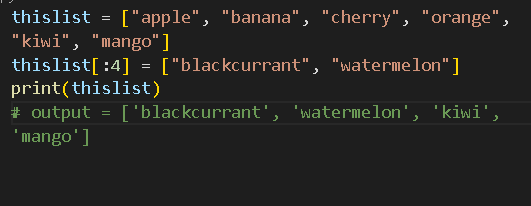 thislist = ["apple", "banana", "cherry", "orange",
"kiwi", "mango"]
thislist[:4] = ["blackcurrant", "watermelon"]
print(thislist)
# output = ['blackcurrant', 'watermelon', 'kiwi',
'mango']